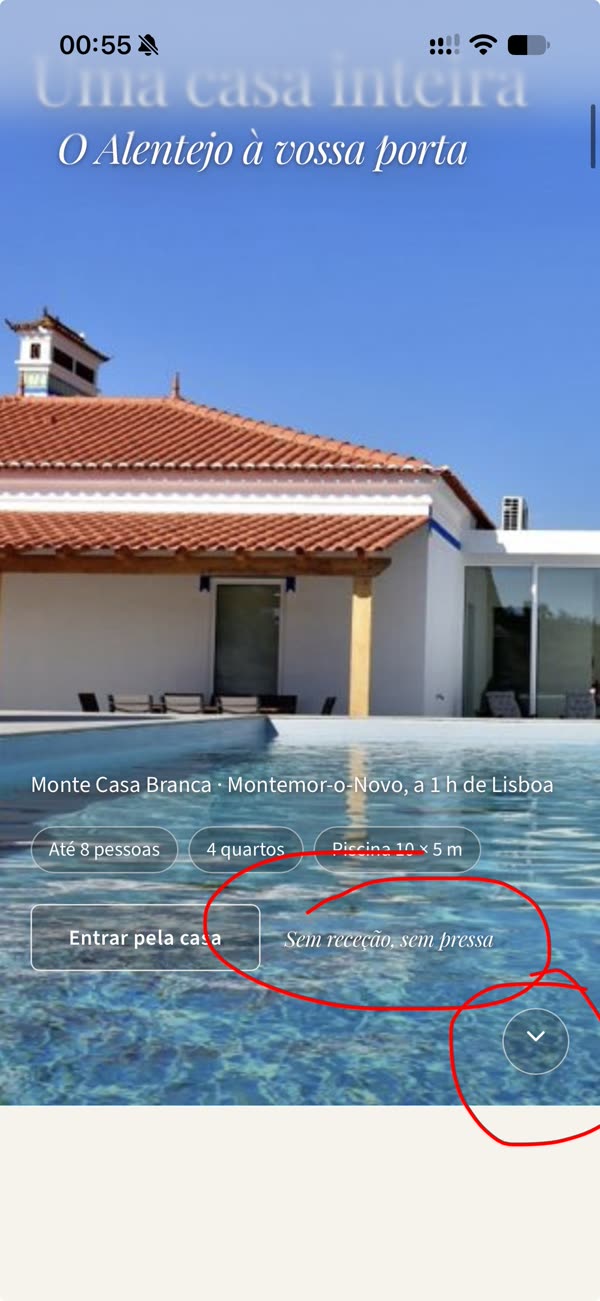 00:55
Uma casa inteira
O Alentejo à vossa porta
Monte Casa Branca · Montemor-o-Novo, a 1 h de Lisboa
Até 8 pessoas 4 quartos Piscina 10 × 5 m
Entrar pela casa Sem receção, sem pressa